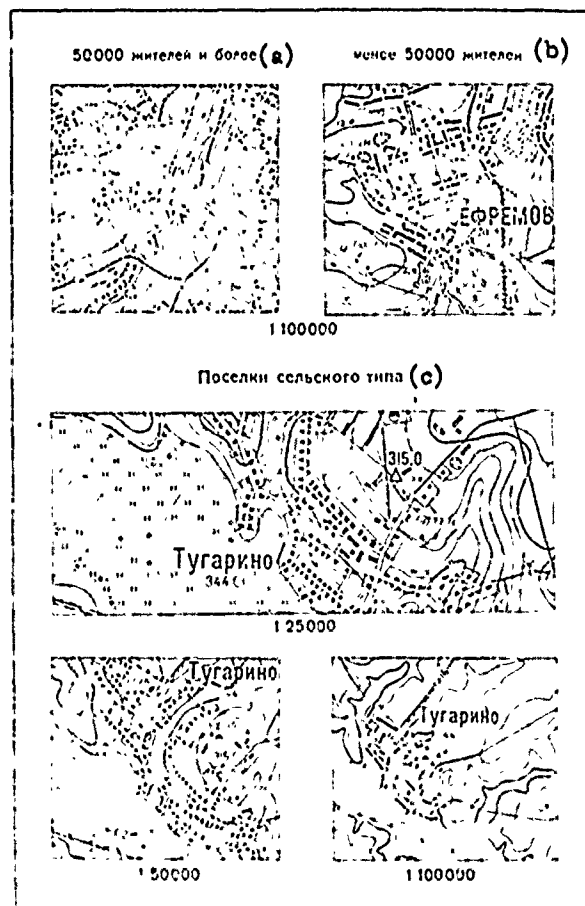 50000 жителей и более (a)
менее 50000 жителей (b)
ЕФРЕМОВ
1:100000
Поселки сельского типа (c)
315.0
Тугарино
1:25000
Тугарино
Тугарино
1:50000
1:100000